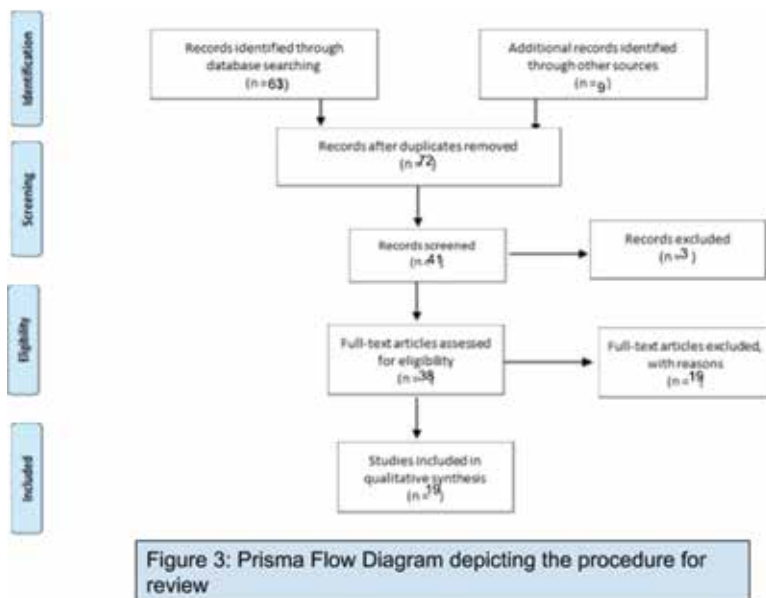 Identification
Records identified through
database searching
(n =63)
Additional records identified
through other sources
(n = 9 )
Records after duplicates removed
(n =72)
Screening
Records screened
(n=41)
Records excluded
(n =3 )
Eligibility
Full-text articles assessed
for eligibility
(n =38)
Full-text articles excluded,
with reasons
(n =19)
Included
Studies included in
qualitative synthesis
(n =19)
Figure 3: Prisma Flow Diagram depicting the procedure for
review